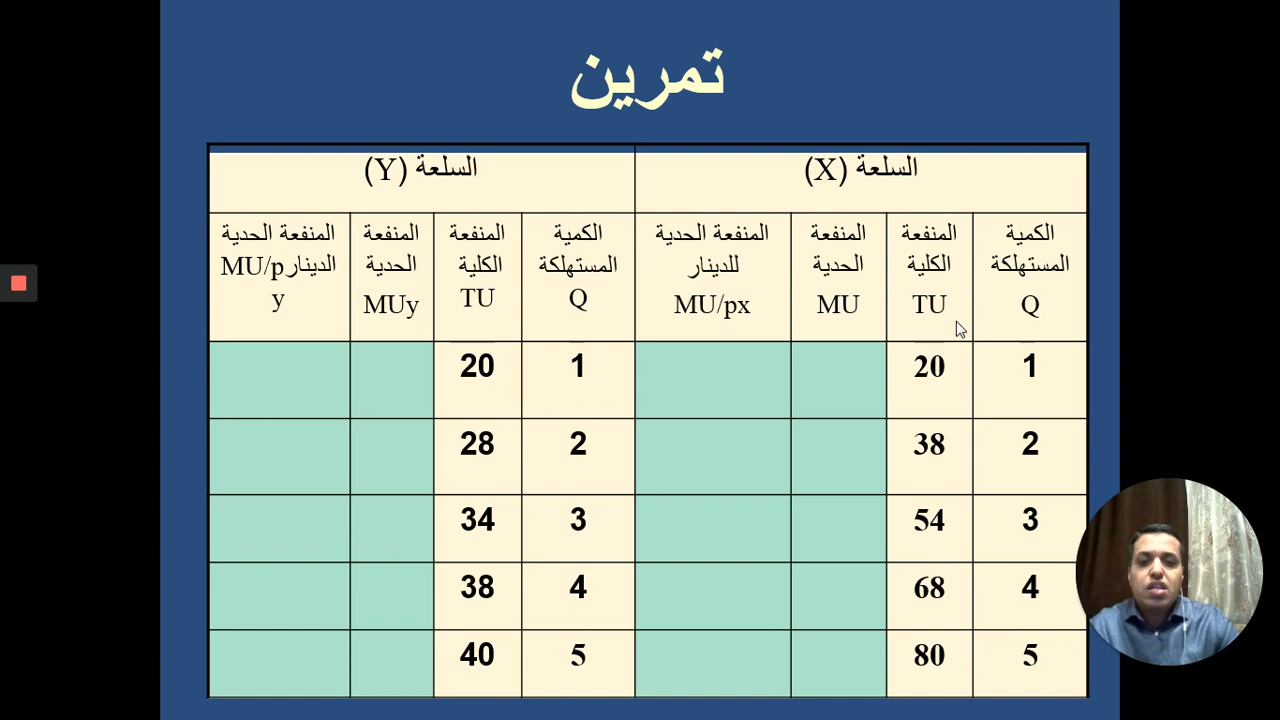 تمرين
السلعة (X) السلعة (Y)
الكمية المنفعة المنفعة المنفعة الحدية الكمية المنفعة المنفعة المنفعة الحدية
المستهلكة الكلية الحدية للدينار المستهلكة الكلية الحدية الدينار MU/p
Q TU MU MU/px Q TU MUy y
1 20 1 20
2 38 2 28
3 54 3 34
4 68 4 38
5 80 5 40